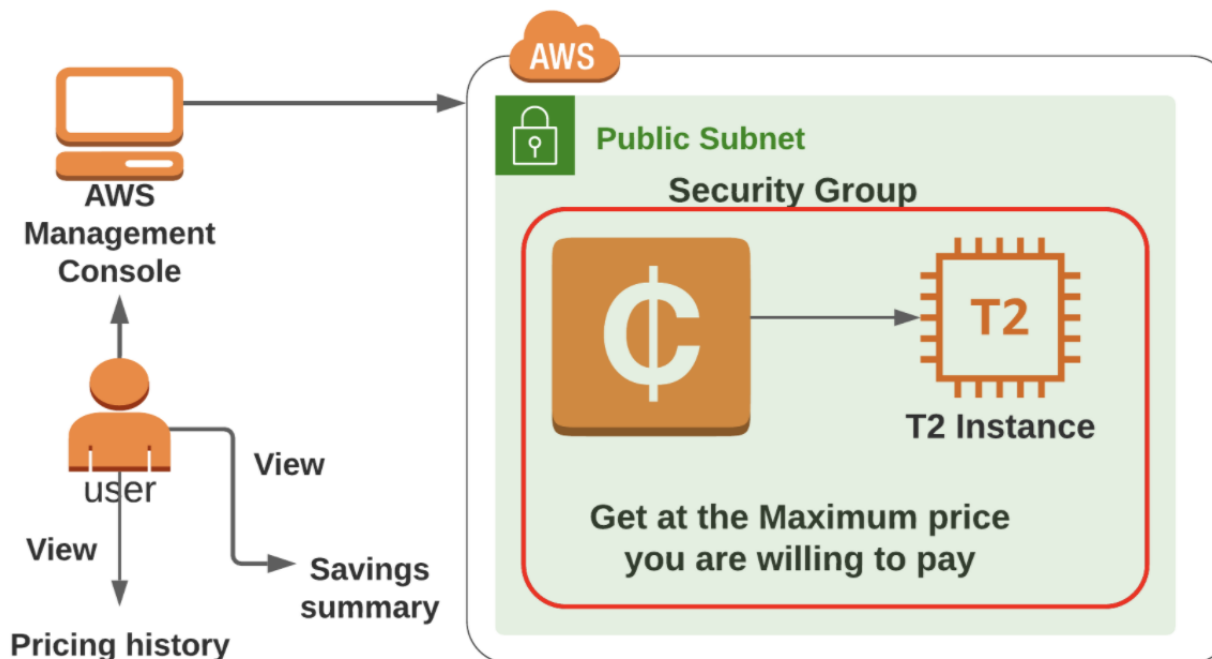 AWS
Public Subnet
Security Group
AWS
Management
Console
T2
T2 Instance
user
View
View
Get at the Maximum price
you are willing to pay
Savings
summary
Pricing history